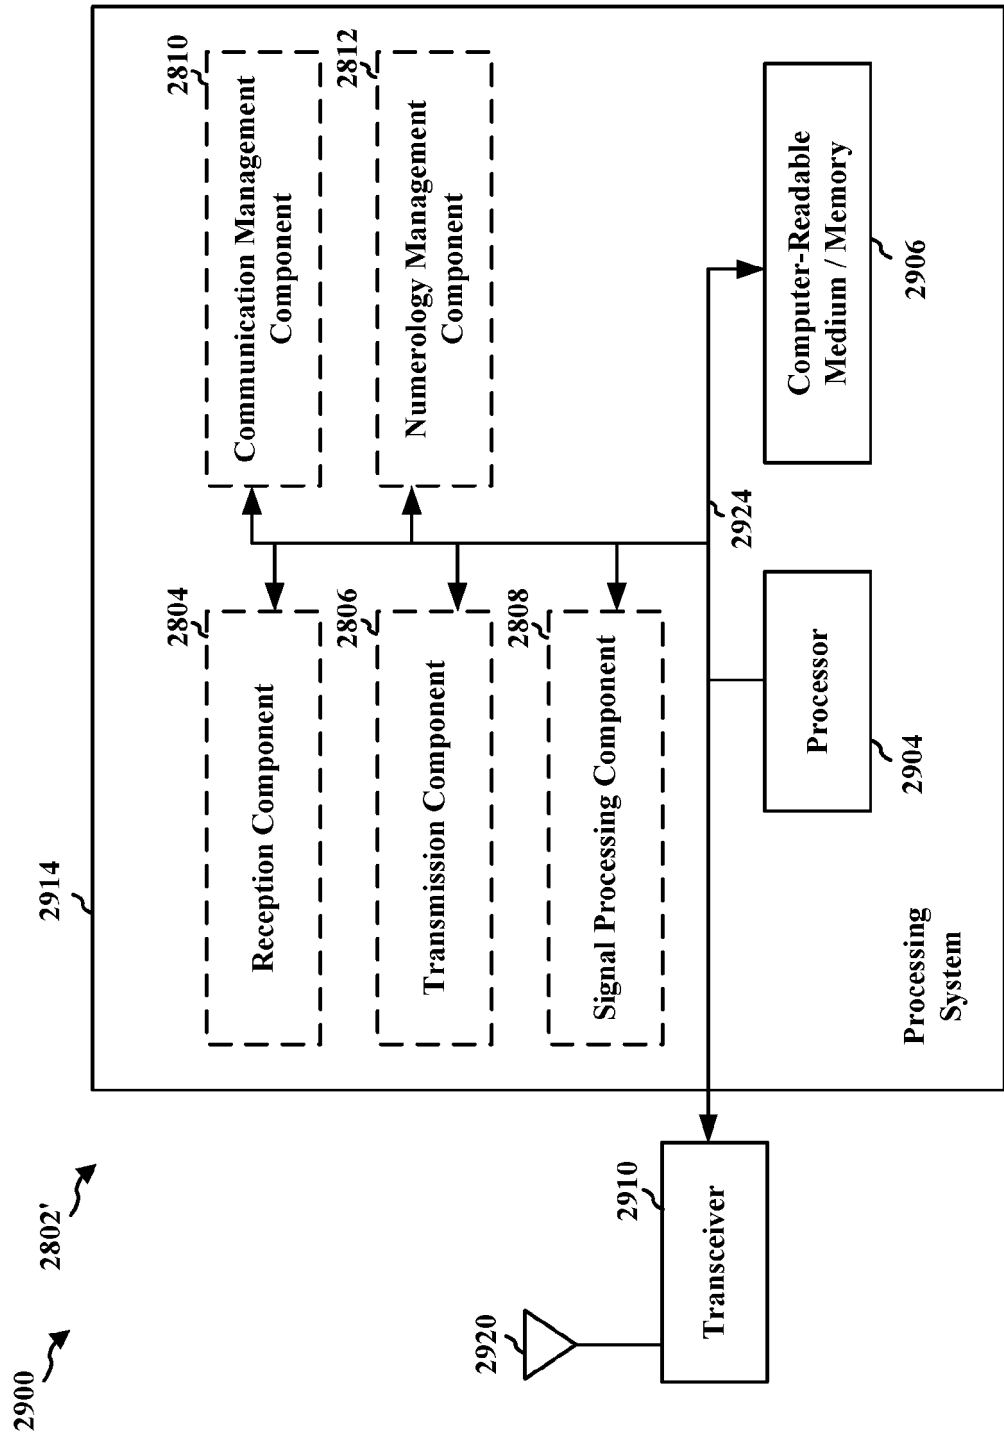 2900
2802'
2914
2804
Reception Component
2810
Communication Management
Component
2806
Transmission Component
2812
Numerology Management
Component
2808
Signal Processing Component
2920
2910
Transceiver
2924
Processor
2904
Computer-Readable
Medium / Memory
2906
Processing
System